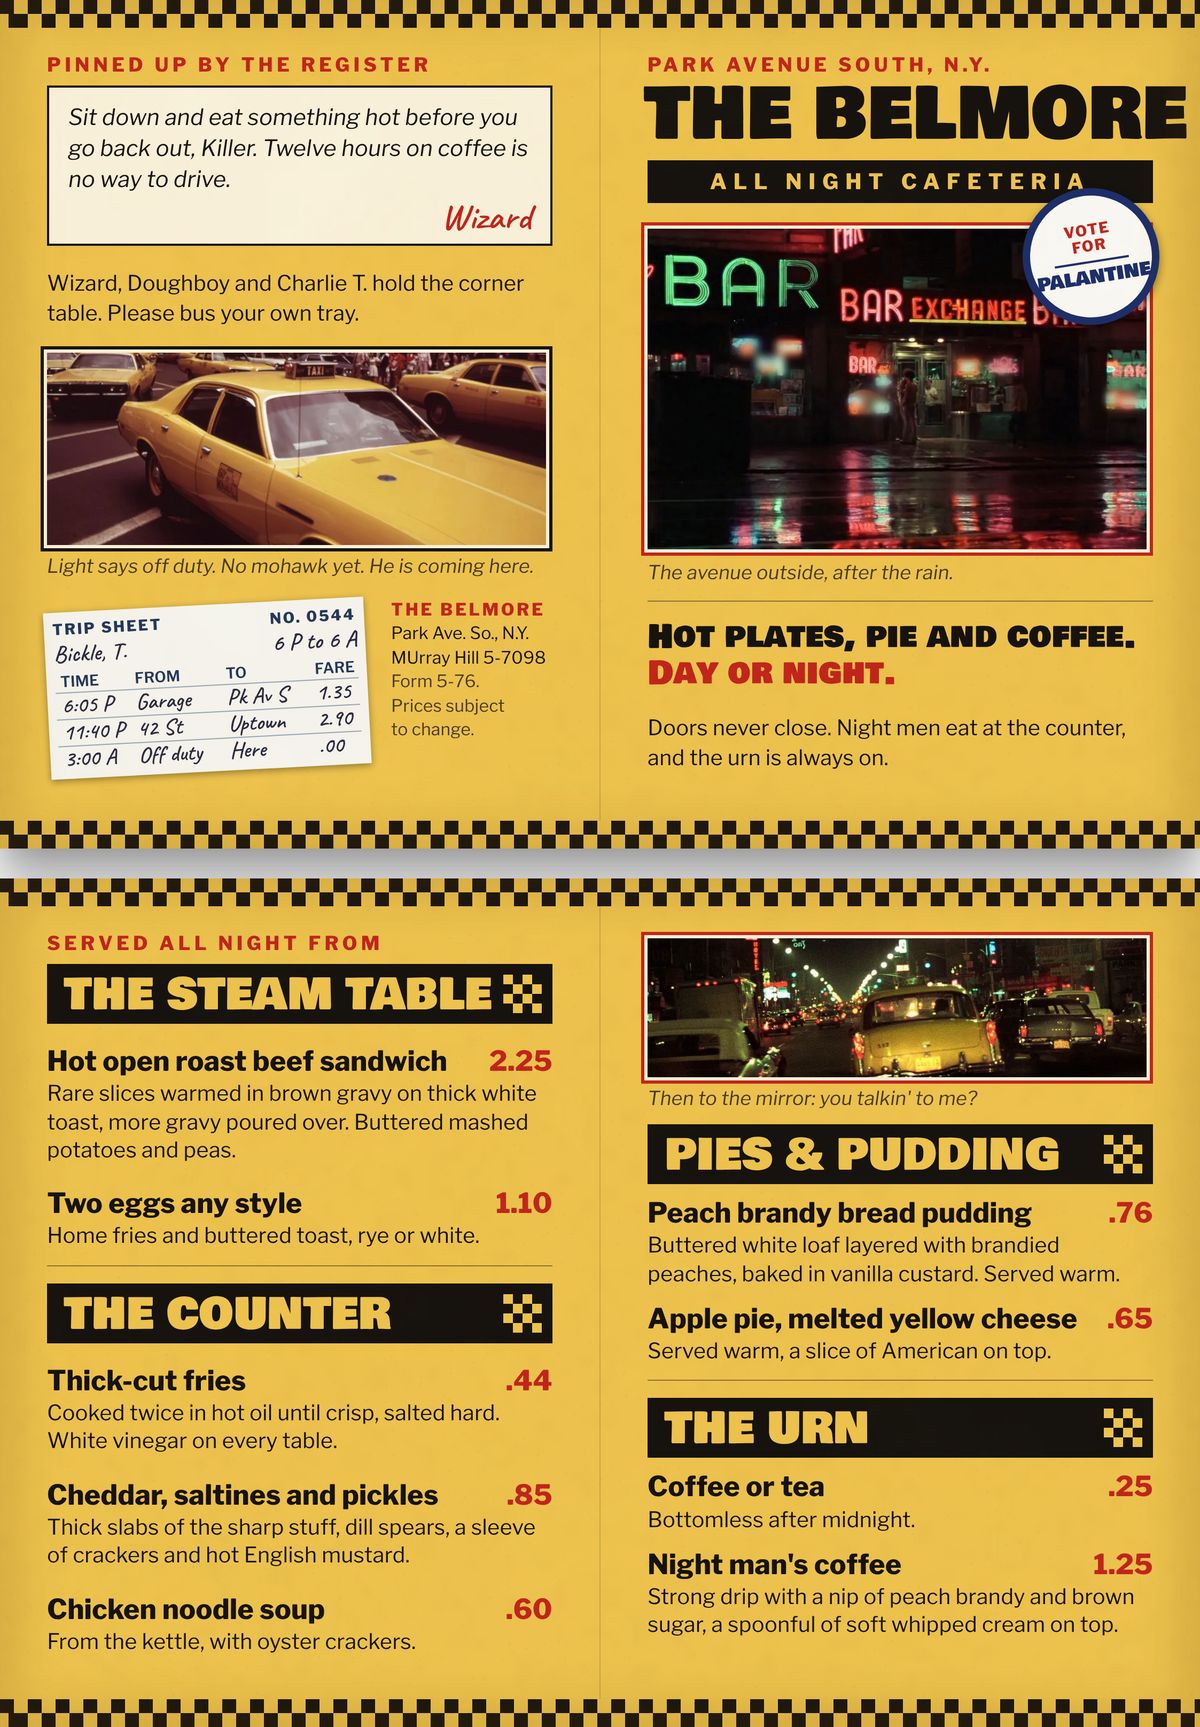 PINNED UP BY THE REGISTER
Sit down and eat something hot before you
go back out, Killer. Twelve hours on coffee is
no way to drive.
Wizard
Wizard, Doughboy and Charlie T. hold the corner
table. Please bus your own tray.
TAXI
Light says off duty. No mohawk yet. He is coming here.
TRIP SHEET NO. 0544
Bickle, T. 6 P to 6 A
TIME FROM TO FARE
6:05 P Garage Pk Av S 1.35
11:40 P 42 St Uptown 2.90
3:00 A Off duty Here .00
THE BELMORE
Park Ave. So., N.Y.
MUrray Hill 5-7098
Form 5-76.
Prices subject
to change.
PARK AVENUE SOUTH, N.Y.
THE BELMORE
ALL NIGHT CAFETERIA
VOTE
FOR
PALANTINE
BAR
BAR EXCHANGE
BAR
The avenue outside, after the rain.
HOT PLATES, PIE AND COFFEE.
DAY OR NIGHT.
Doors never close. Night men eat at the counter,
and the urn is always on.
SERVED ALL NIGHT FROM
THE STEAM TABLE
Hot open roast beef sandwich 2.25
Rare slices warmed in brown gravy on thick white
toast, more gravy poured over. Buttered mashed
potatoes and peas.
Two eggs any style 1.10
Home fries and buttered toast, rye or white.
THE COUNTER
Thick-cut fries .44
Cooked twice in hot oil until crisp, salted hard.
White vinegar on every table.
Cheddar, saltines and pickles .85
Thick slabs of the sharp stuff, dill spears, a sleeve
of crackers and hot English mustard.
Chicken noodle soup .60
From the kettle, with oyster crackers.
Then to the mirror: you talkin' to me?
PIES & PUDDING
Peach brandy bread pudding .76
Buttered white loaf layered with brandied
peaches, baked in vanilla custard. Served warm.
Apple pie, melted yellow cheese .65
Served warm, a slice of American on top.
THE URN
Coffee or tea .25
Bottomless after midnight.
Night man's coffee 1.25
Strong drip with a nip of peach brandy and brown
sugar, a spoonful of soft whipped cream on top.